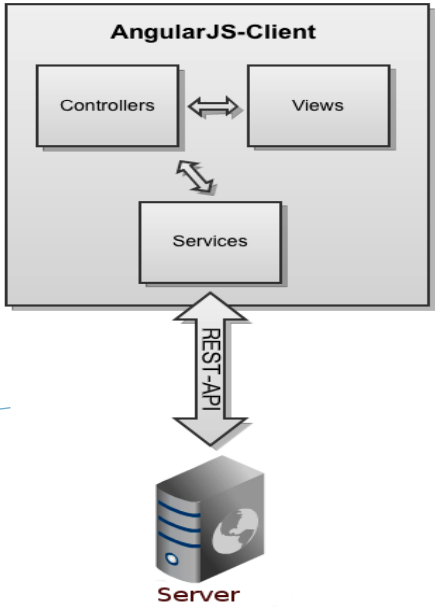 AngularJS-Client
Controllers
Views
Services
REST-API
Server